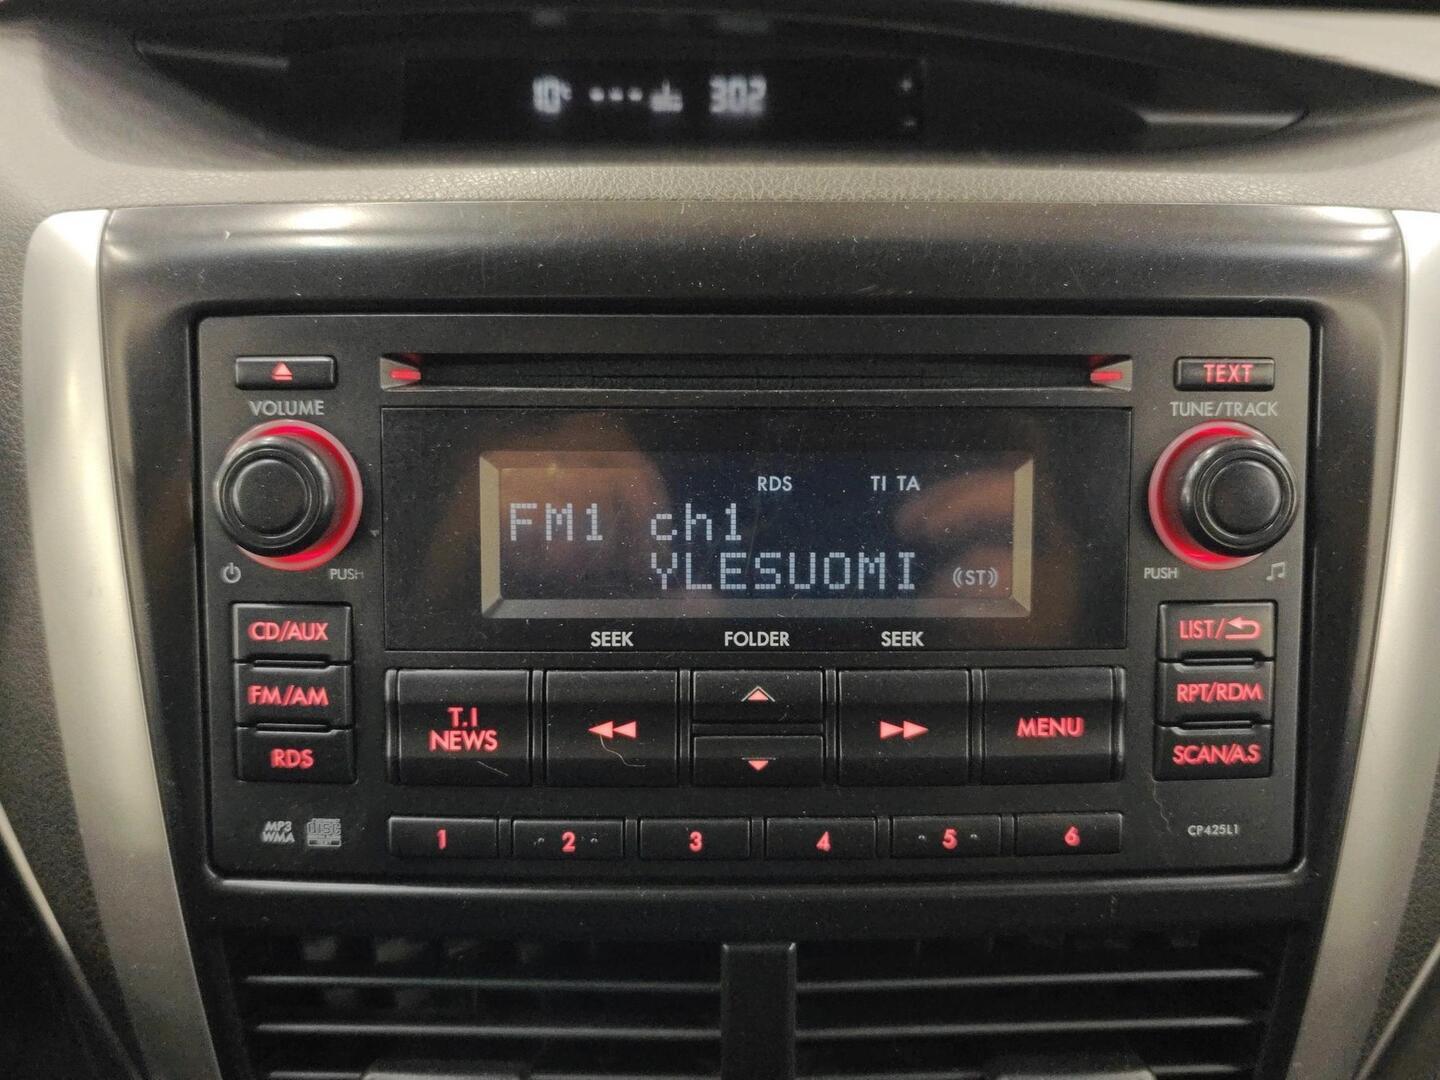 10°c --- 302
TEXT
VOLUME
TUNE/TRACK
RDS TI TA
FM1 ch1
YLESUOMI ((ST))
PUSH
PUSH
SEEK FOLDER SEEK
CD/AUX
FM/AM
RDS
T.I
NEWS
MENU
LIST/
RPT/RDM
SCAN/A.S
MP3
WMA
DISC
1 2 3 4 5 6
CP425L1